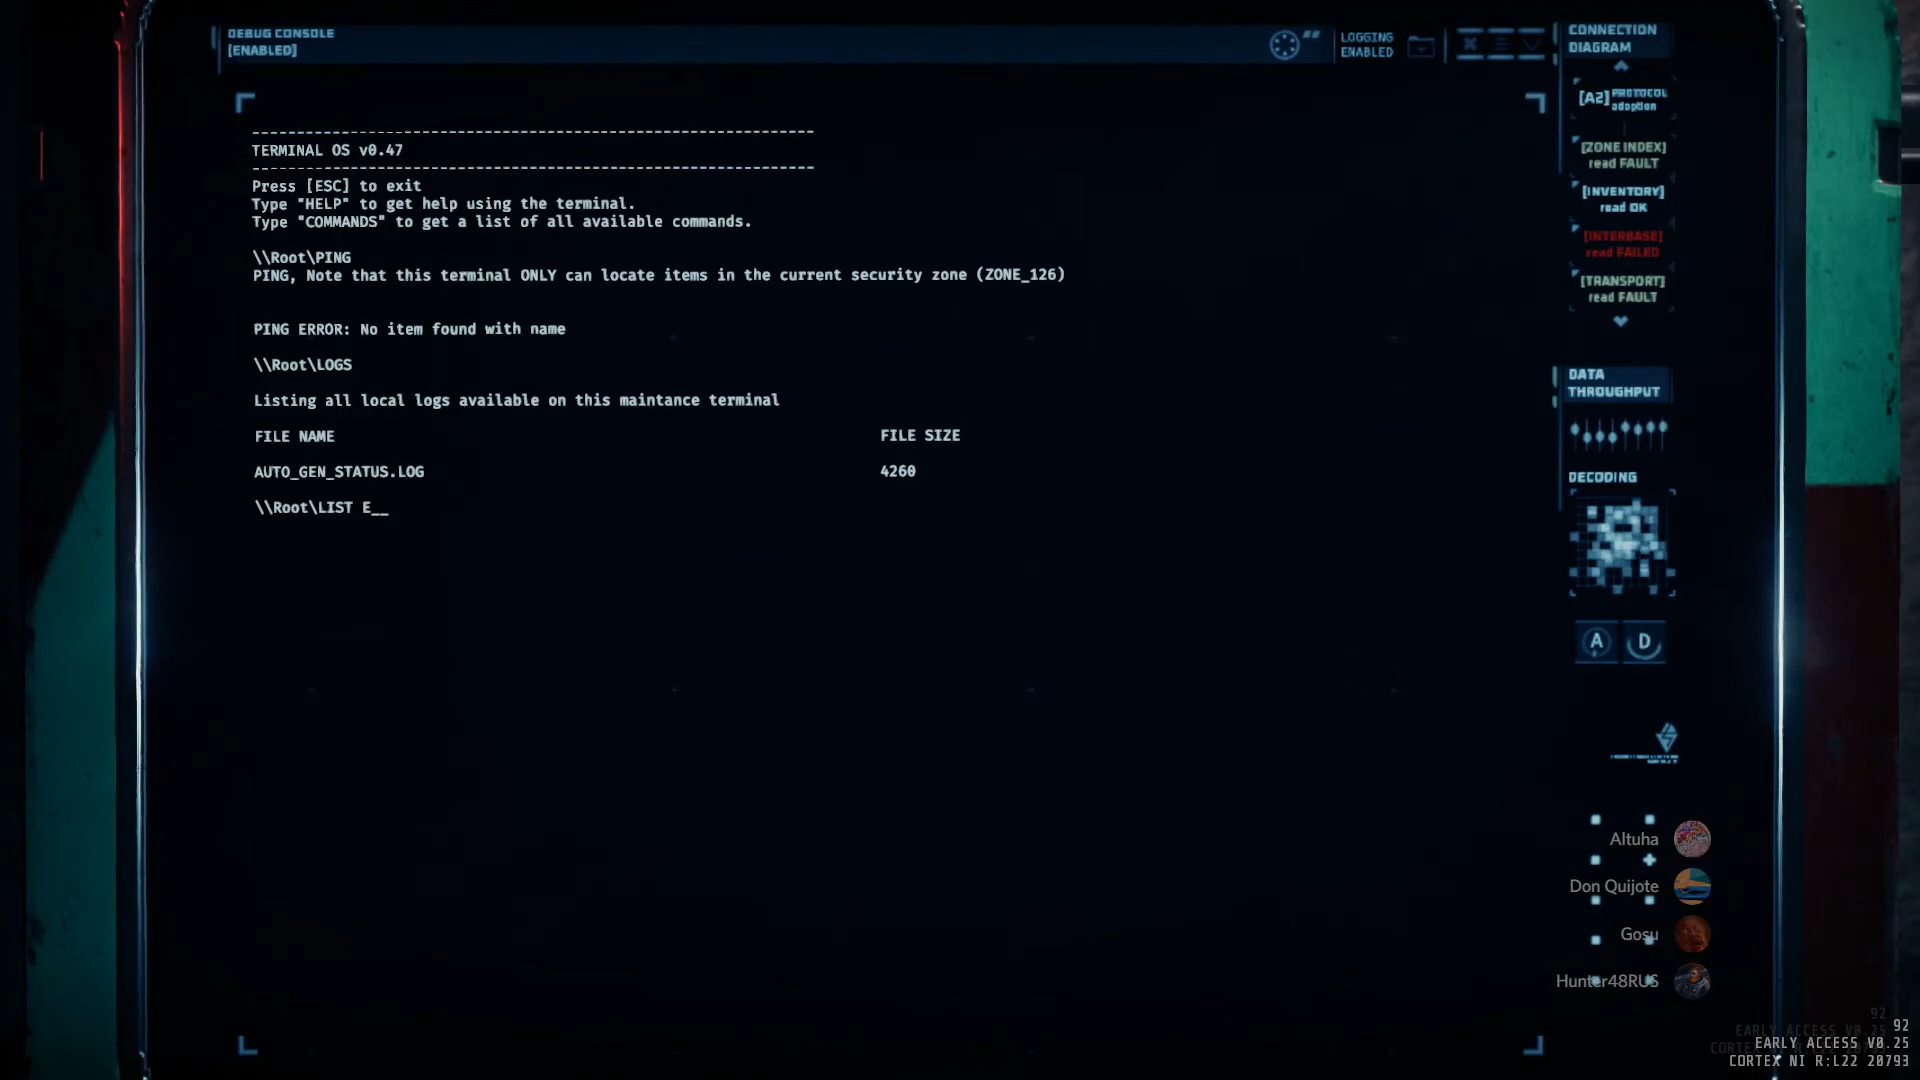 DEBUG CONSOLE
[ENABLED]
LOGGING
ENABLED
CONNECTION
DIAGRAM
[A2] PROTOCOL
adoption
[ZONE INDEX]
read FAULT
[INVENTORY]
read OK
[INTERBASE]
read FAILED
[TRANSPORT]
read FAULT
------------------------------------------------------------
TERMINAL OS v0.47
------------------------------------------------------------
Press [ESC] to exit
Type "HELP" to get help using the terminal.
Type "COMMANDS" to get a list of all available commands.
\\Root\PING
PING, Note that this terminal ONLY can locate items in the current security zone (ZONE_126)
PING ERROR: No item found with name
\\Root\LOGS
Listing all local logs available on this maintance terminal
FILE NAME FILE SIZE
AUTO_GEN_STATUS.LOG 4260
\\Root\LIST E__
DATA
THROUGHPUT
DECODING
A D
Altuha
Don Quijote
Gosu
Hunter48RUS
92
EARLY ACCESS V0.25
CORTEX NI R:L22 20793